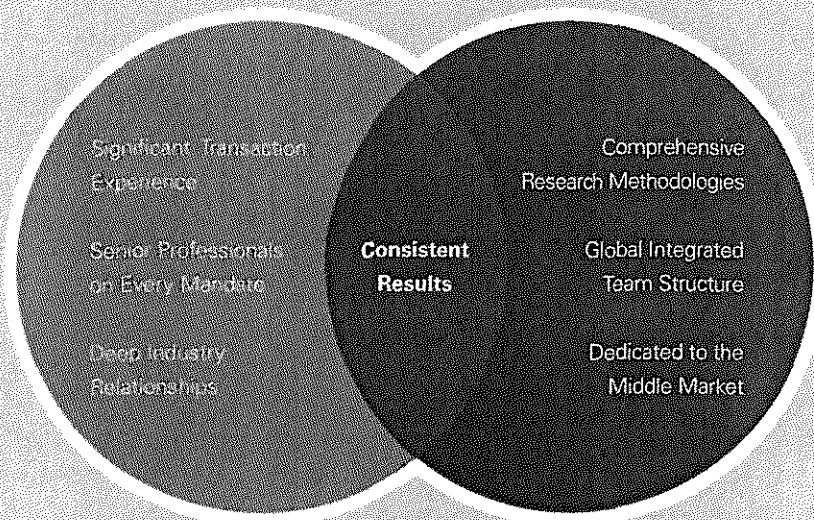 Significant Transaction
Experience
Senior Professionals
on Every Mandate
Deep Industry
Relationships
Consistent
Results
Comprehensive
Research Methodologies
Global Integrated
Team Structure
Dedicated to the
Middle Market